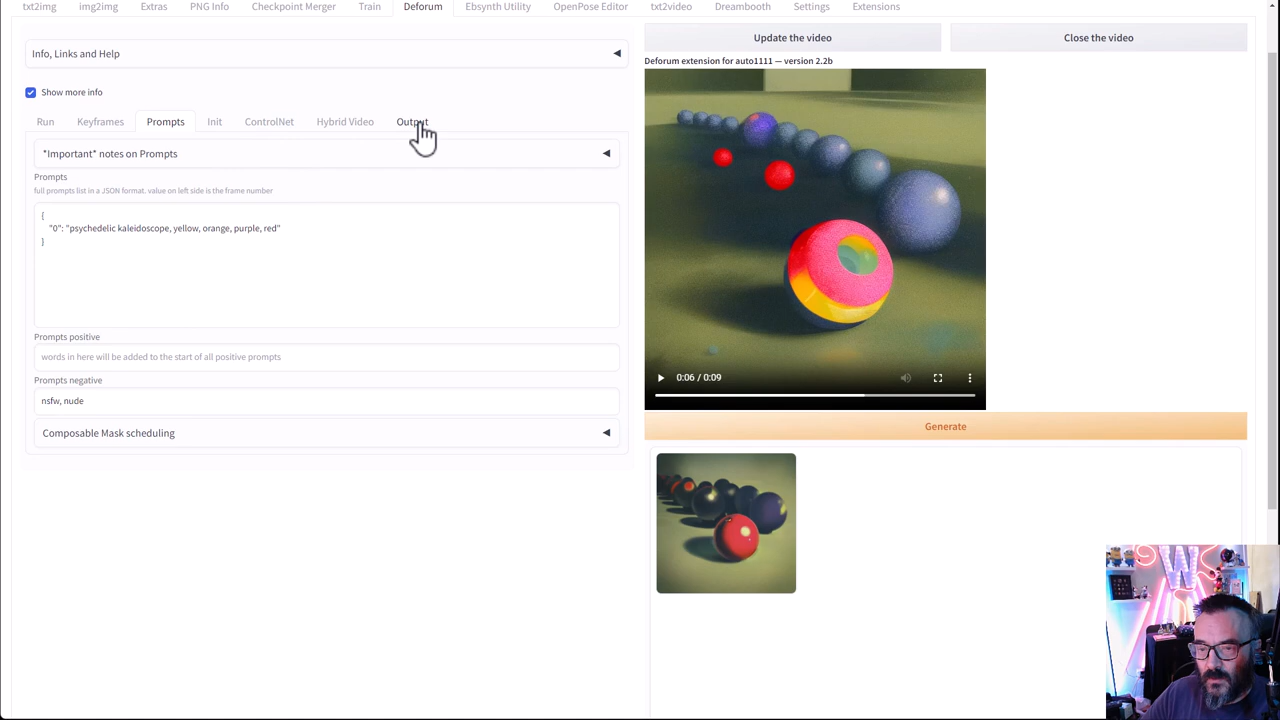 txt2img img2img Extras PNG Info Checkpoint Merger Train Deforum Ebsynth Utility OpenPose Editor txt2video Dreambooth Settings Extensions
Info, Links and Help
Show more info
Run Keyframes Prompts Init ControlNet Hybrid Video Output
*Important* notes on Prompts
Prompts
full prompts list in a JSON format. value on left side is the frame number
{
"0": "psychedelic kaleidoscope, yellow, orange, purple, red"
}
Prompts positive
words in here will be added to the start of all positive prompts
Prompts negative
nsfw, nude
Composable Mask scheduling
Update the video Close the video
Deforum extension for auto1111 — version 2.2b
0:06 / 0:09
Generate
SW